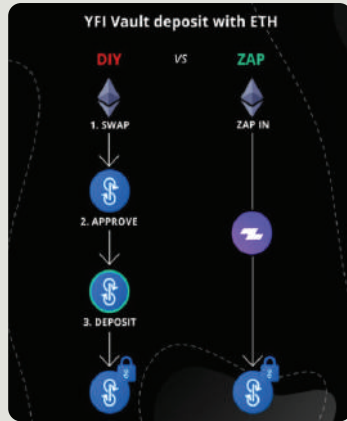 YFI Vault deposit with ETH
DIY VS ZAP
1. SWAP ZAP IN
2. APPROVE
3. DEPOSIT